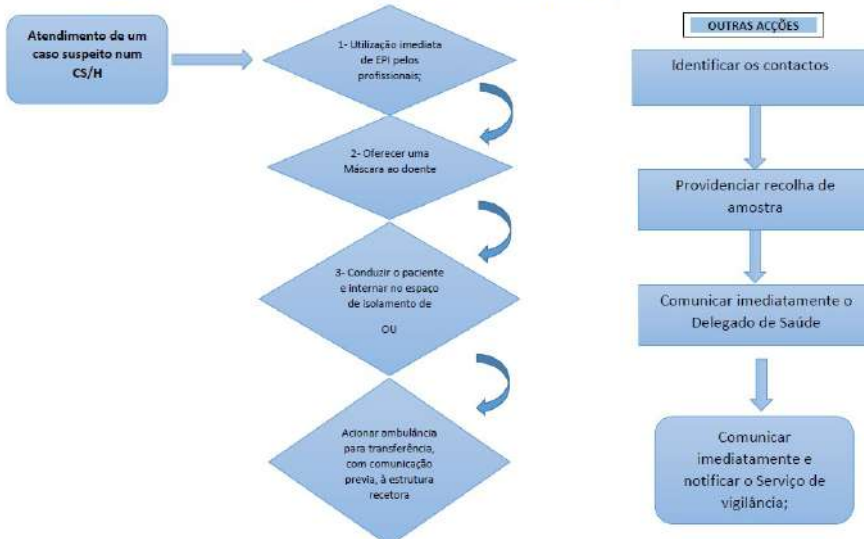 Atendimento de um
caso suspeito num
CS/H
1- Utilização imediata
de EPI pelos
profissionais;
2- Oferecer uma
Máscara ao doente
3- Conduzir o paciente
e internar no espaço
de isolamento de
OU
Acionar ambulância
para transferência,
com comunicação
previa, à estrutura
recetora
OUTRAS ACÇÕES
Identificar os contactos
Providenciar recolha de
amostra
Comunicar imediatamente o
Delegado de Saúde
Comunicar
imediatamente e
notificar o Serviço de
vigilância;